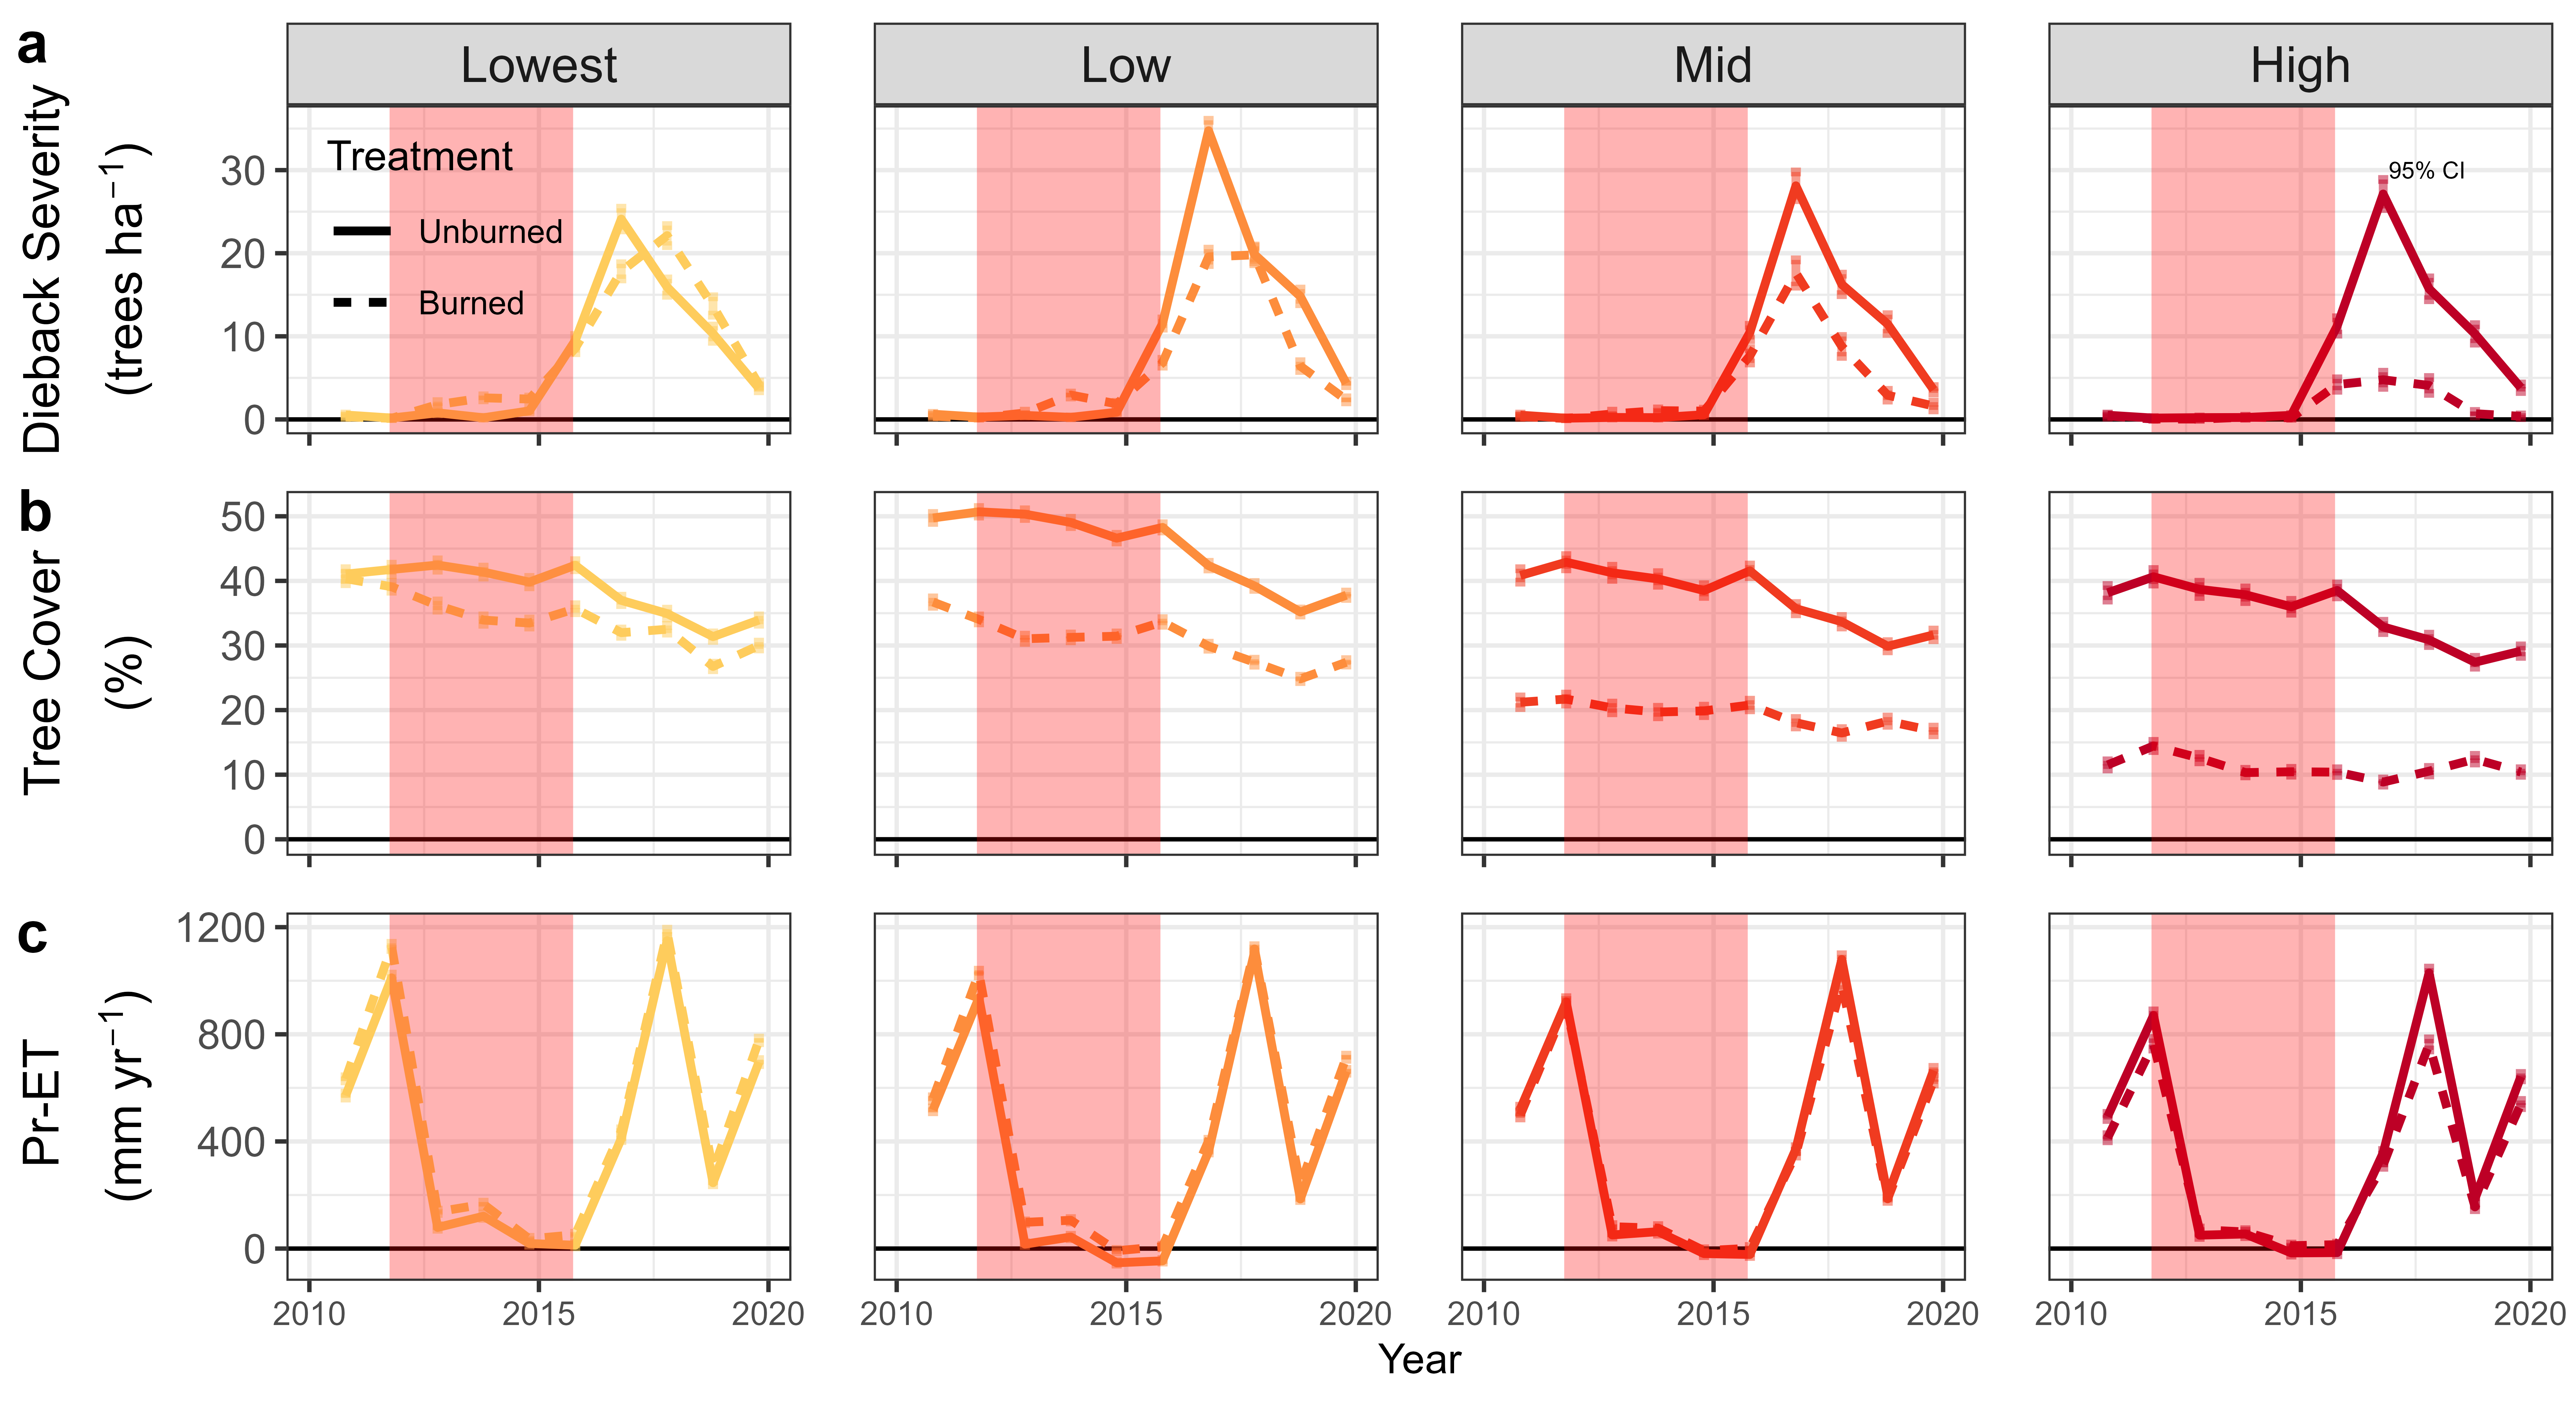 a
Lowest
Low
Mid
High
Dieback Severity
(trees ha⁻¹)
30
20
10
0
Treatment
Unburned
Burned
95% CI
b
Tree Cover
(%)
50
40
30
20
10
0
c
Pr-ET
(mm yr⁻¹)
1200
800
400
0
2010 2015 2020
2010 2015 2020
2010 2015 2020
2010 2015 2020
Year